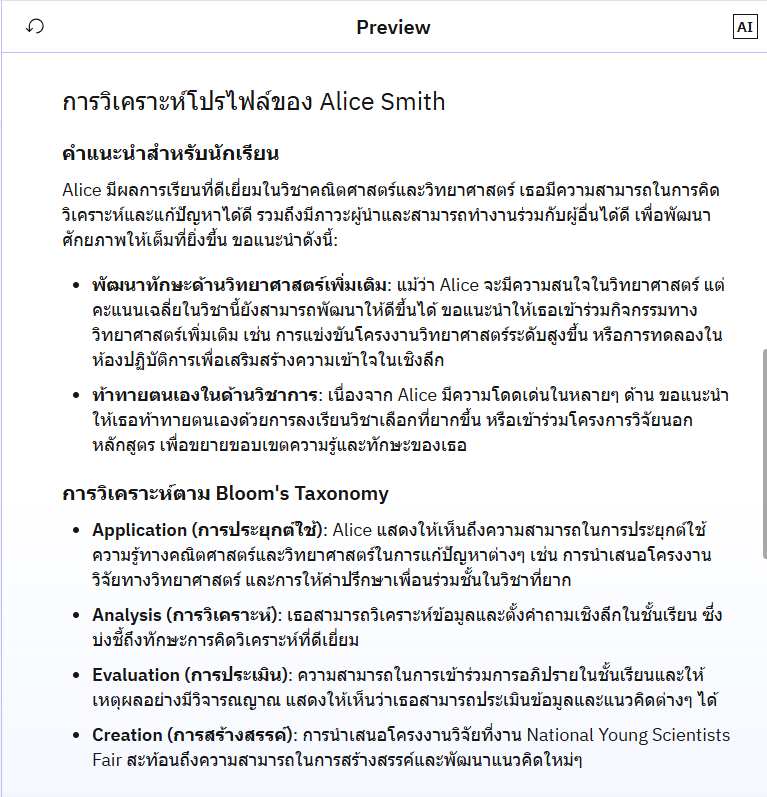 Preview
AI
การวิเคราะห์โปรไฟล์ของ Alice Smith
คำแนะนำสำหรับนักเรียน
Alice มีผลการเรียนที่ดีเยี่ยมในวิชาคณิตศาสตร์และวิทยาศาสตร์ เธอมีความสามารถในการคิด
วิเคราะห์และแก้ปัญหาได้ดี รวมถึงมีภาวะผู้นำและสามารถทำงานร่วมกับผู้อื่นได้ดี เพื่อพัฒนา
ศักยภาพให้เต็มที่ยิ่งขึ้น ขอแนะนำดังนี้:
• พัฒนาทักษะด้านวิทยาศาสตร์เพิ่มเติม: แม้ว่า Alice จะมีความสนใจในวิทยาศาสตร์ แต่
คะแนนเฉลี่ยในวิชานี้ยังสามารถพัฒนาให้ดีขึ้นได้ ขอแนะนำให้เธอเข้าร่วมกิจกรรมทาง
วิทยาศาสตร์เพิ่มเติม เช่น การแข่งขันโครงงานวิทยาศาสตร์ระดับสูงขึ้น หรือการทดลองใน
ห้องปฏิบัติการเพื่อเสริมสร้างความเข้าใจในเชิงลึก
• ท้าทายตนเองในด้านวิชาการ: เนื่องจาก Alice มีความโดดเด่นในหลายๆ ด้าน ขอแนะนำ
ให้เธอท้าทายตนเองด้วยการลงเรียนวิชาเลือกที่ยากขึ้น หรือเข้าร่วมโครงการวิจัยนอก
หลักสูตร เพื่อขยายขอบเขตความรู้และทักษะของเธอ
การวิเคราะห์ตาม Bloom's Taxonomy
• Application (การประยุกต์ใช้): Alice แสดงให้เห็นถึงความสามารถในการประยุกต์ใช้
ความรู้ทางคณิตศาสตร์และวิทยาศาสตร์ในการแก้ปัญหาต่างๆ เช่น การนำเสนอโครงงาน
วิจัยทางวิทยาศาสตร์ และการให้คำปรึกษาเพื่อนร่วมชั้นในวิชาที่ยาก
• Analysis (การวิเคราะห์): เธอสามารถวิเคราะห์ข้อมูลและตั้งคำถามเชิงลึกในชั้นเรียน ซึ่ง
บ่งชี้ถึงทักษะการคิดวิเคราะห์ที่ดีเยี่ยม
• Evaluation (การประเมิน): ความสามารถในการเข้าร่วมการอภิปรายในชั้นเรียนและให้
เหตุผลอย่างมีวิจารณญาณ แสดงให้เห็นว่าเธอสามารถประเมินข้อมูลและแนวคิดต่างๆ ได้
• Creation (การสร้างสรรค์): การนำเสนอโครงงานวิจัยที่งาน National Young Scientists
Fair สะท้อนถึงความสามารถในการสร้างสรรค์และพัฒนาแนวคิดใหม่ๆ